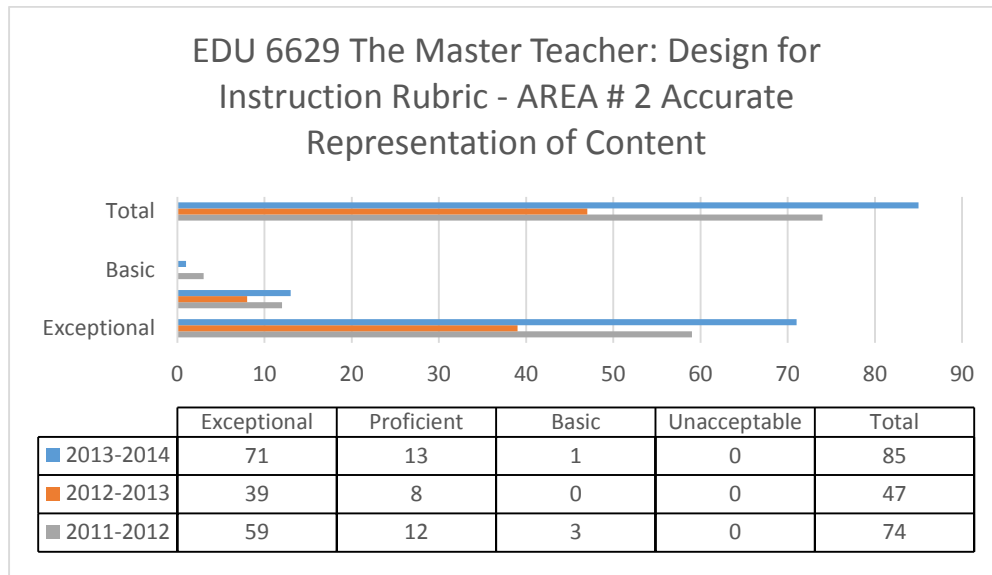 EDU 6629 The Master Teacher: Design for
Instruction Rubric - AREA # 2 Accurate
Representation of Content
Total
Basic
Exceptional
0 10 20 30 40 50 60 70 80 90
Exceptional Proficient Basic Unacceptable Total
2013-2014 71 13 1 0 85
2012-2013 39 8 0 0 47
2011-2012 59 12 3 0 74